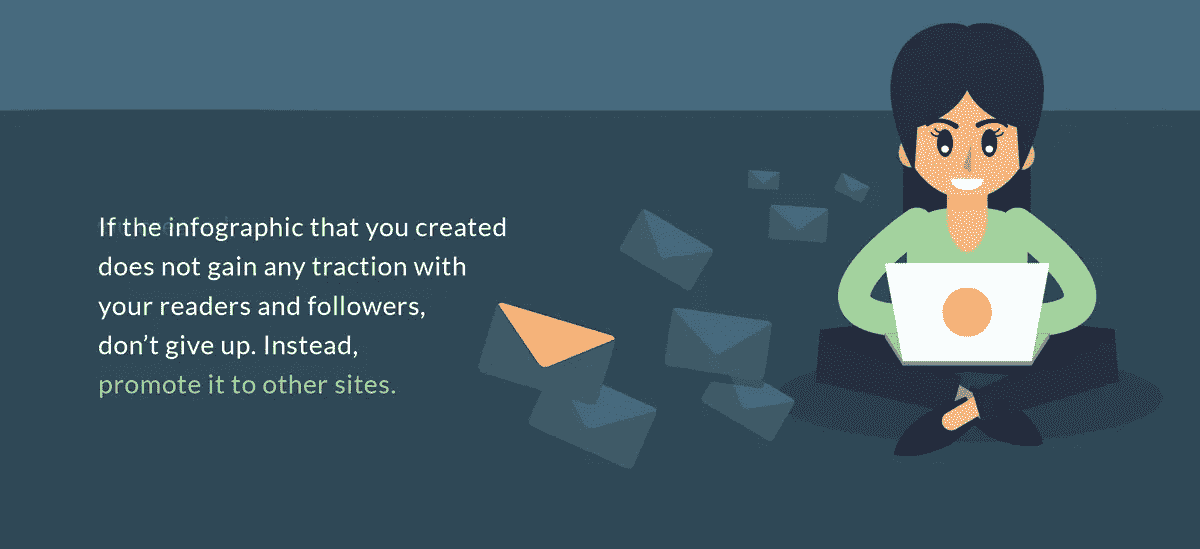 If the infographic that you created
does not gain any traction with
your readers and followers,
don’t give up. Instead,
promote it to other sites.